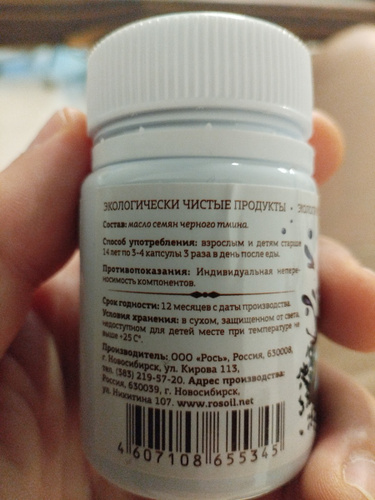 ЭКОЛОГИЧЕСКИ ЧИСТЫЕ ПРОДУКТЫ • ЭКОЛОГИ
Состав: масло семян черного тмина.
Способ употребления: взрослым и детям старше
14 лет по 3-4 капсулы 3 раза в день после еды.
Противопоказания: Индивидуальная непере-
носимость компонентов.
Срок годности: 12 месяцев с даты производства.
Условия хранения: в сухом, защищенном от света,
недоступном для детей месте при температуре не
выше +25 С°.
Производитель: ООО «Рось», Россия, 630008,
г. Новосибирск, ул. Кирова 113,
тел. (383) 219-57-20. Адрес производства:
Россия, 630039, г. Новосибирск,
ул. Никитина 107. www.rosoil.net
4 607108 655345